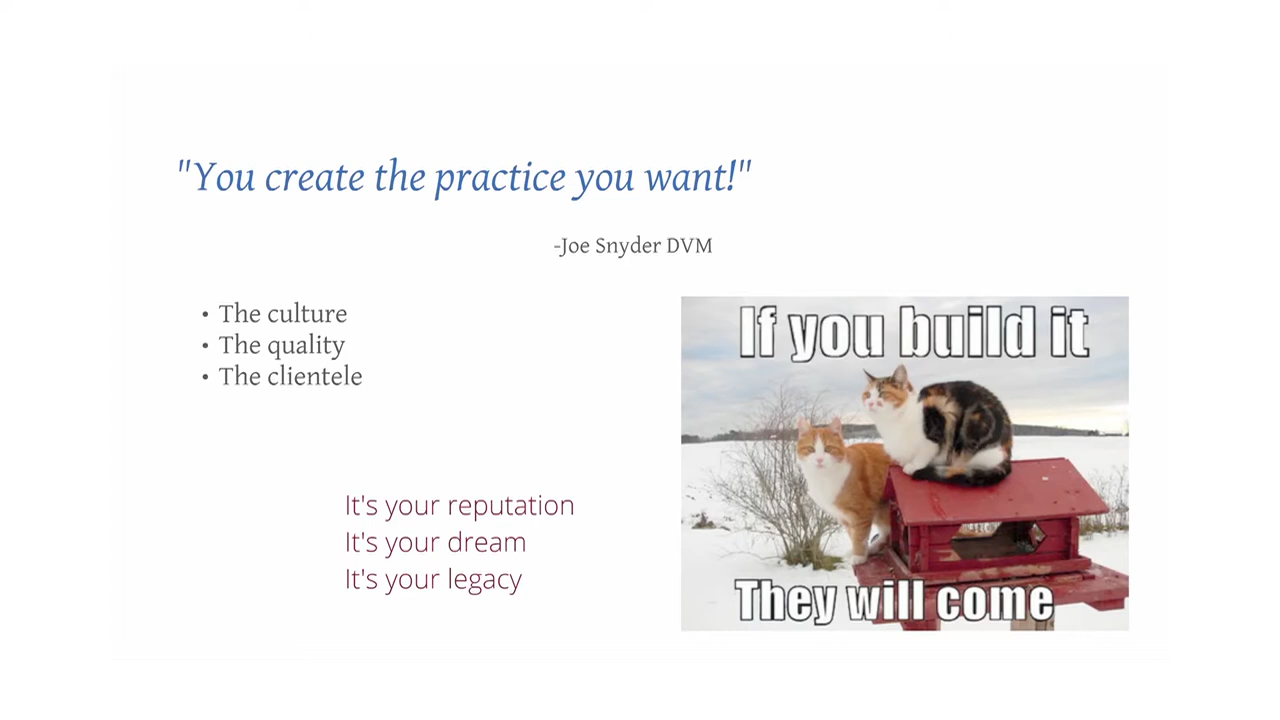 "You create the practice you want!"
-Joe Snyder DVM
• The culture
• The quality
• The clientele
It's your reputation
It's your dream
It's your legacy
If you build it
They will come